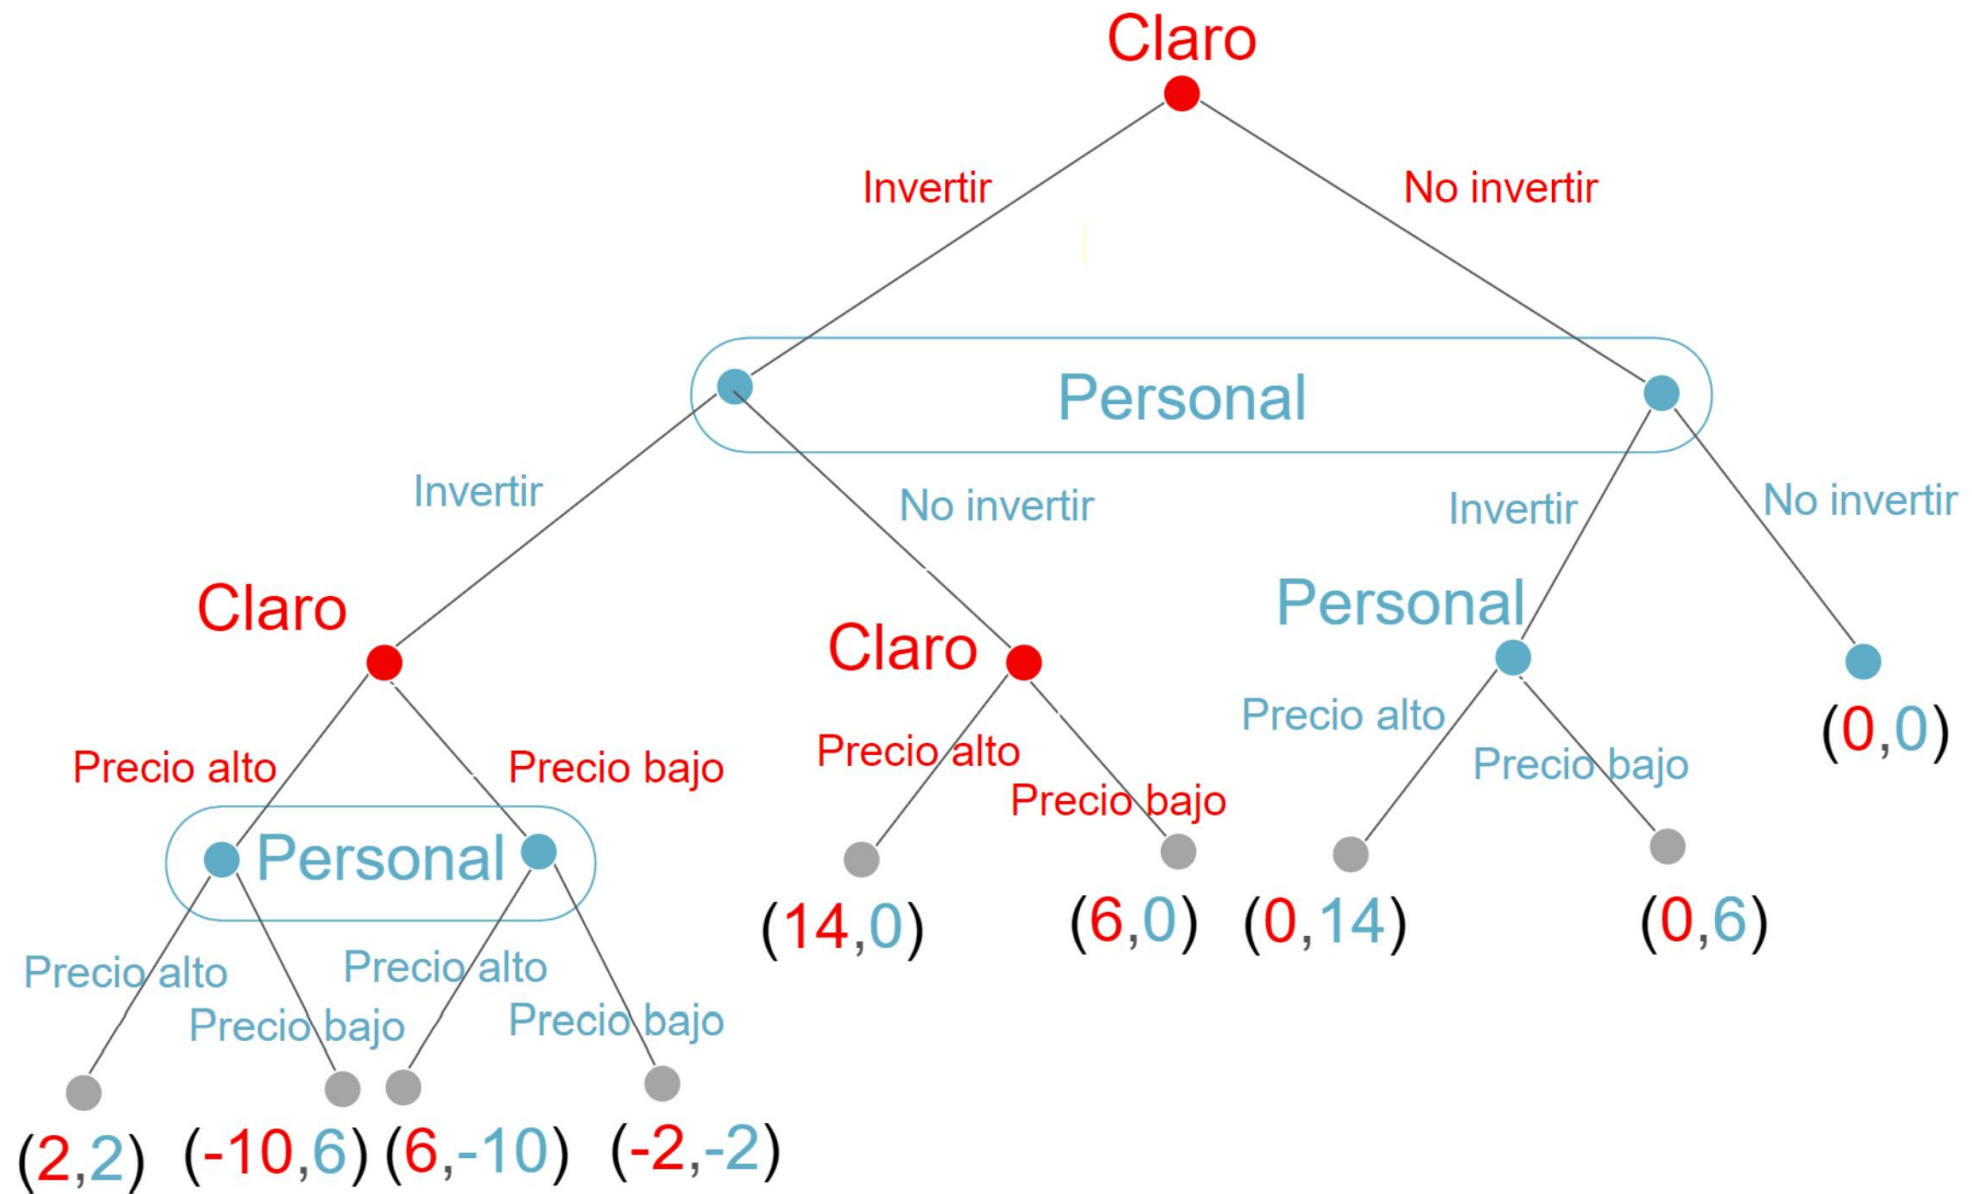 Claro
Invertir
No invertir
Personal
Invertir
No invertir
Invertir
No invertir
Claro
Claro
Personal
Precio alto
Precio bajo
Precio alto
Precio bajo
Precio alto
Precio bajo
(0,0)
Personal
(14,0)
(6,0)
(0,14)
(0,6)
Precio alto
Precio bajo
Precio alto
Precio bajo
(2,2)
(-10,6)
(6,-10)
(-2,-2)